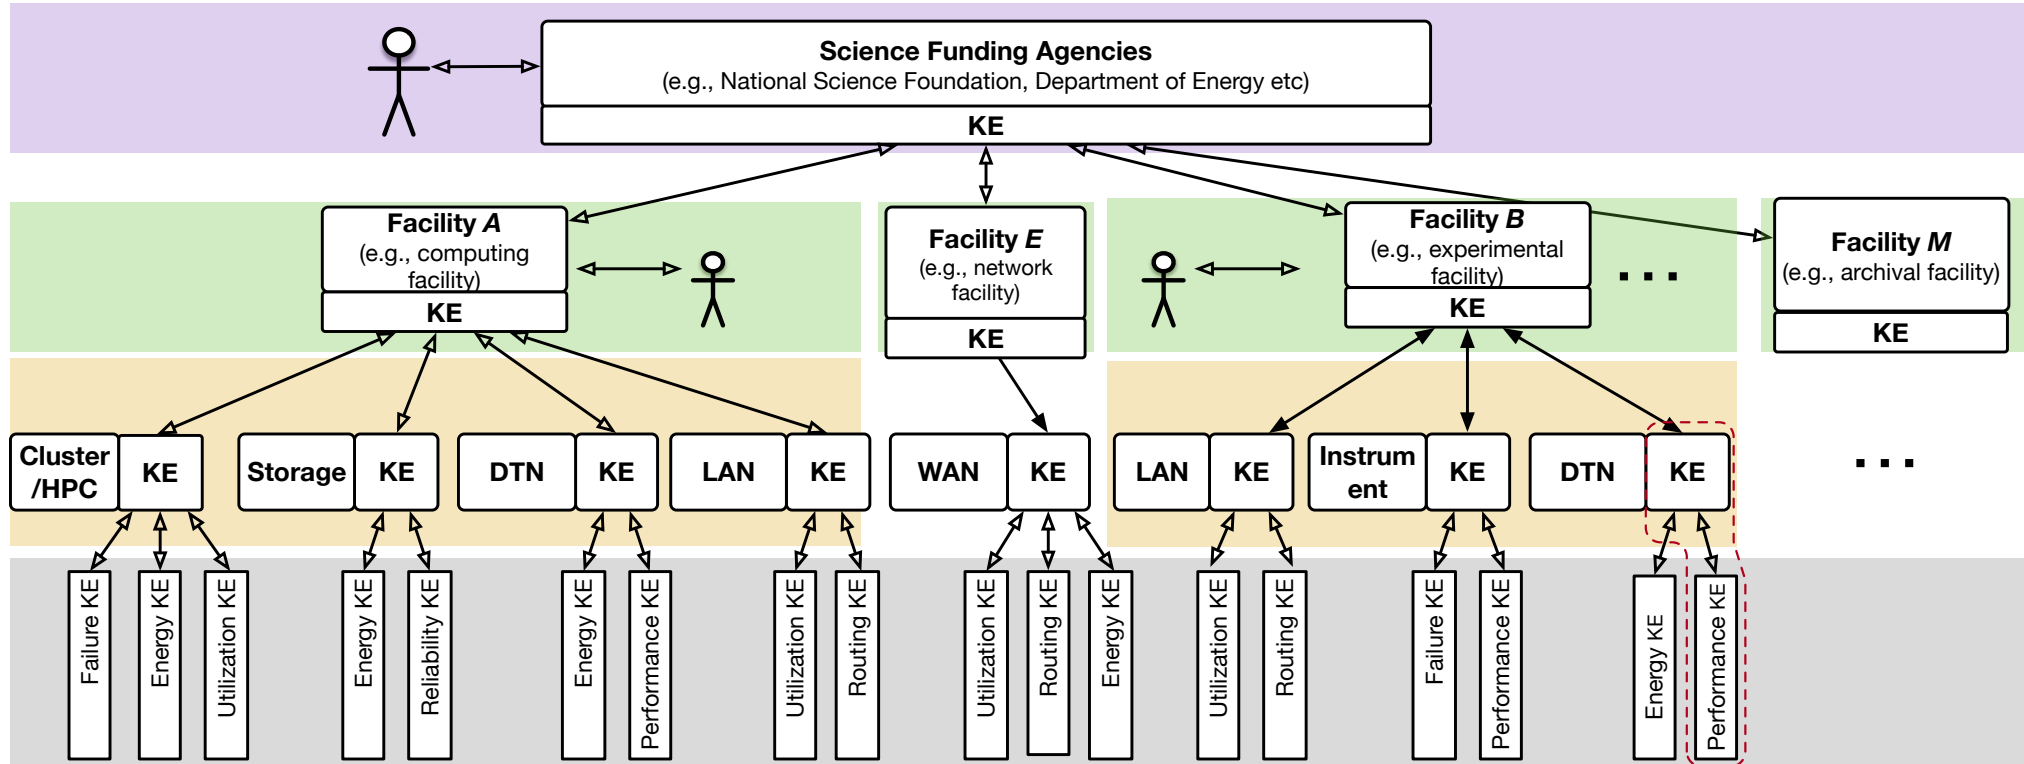 Science Funding Agencies
(e.g., National Science Foundation, Department of Energy etc)
KE
Facility A
(e.g., computing
facility)
KE
Facility E
(e.g., network
facility)
KE
Facility B
(e.g., experimental
facility)
KE
...
Facility M
(e.g., archival facility)
KE
Cluster
/HPC
KE
Storage
KE
DTN
KE
LAN
KE
WAN
KE
LAN
KE
Instrum
ent
KE
DTN
KE
...
Failure KE
Energy KE
Utilization KE
Energy KE
Reliability KE
Energy KE
Performance KE
Utilization KE
Routing KE
Utilization KE
Routing KE
Energy KE
Utilization KE
Routing KE
Failure KE
Performance KE
Energy KE
Performance KE